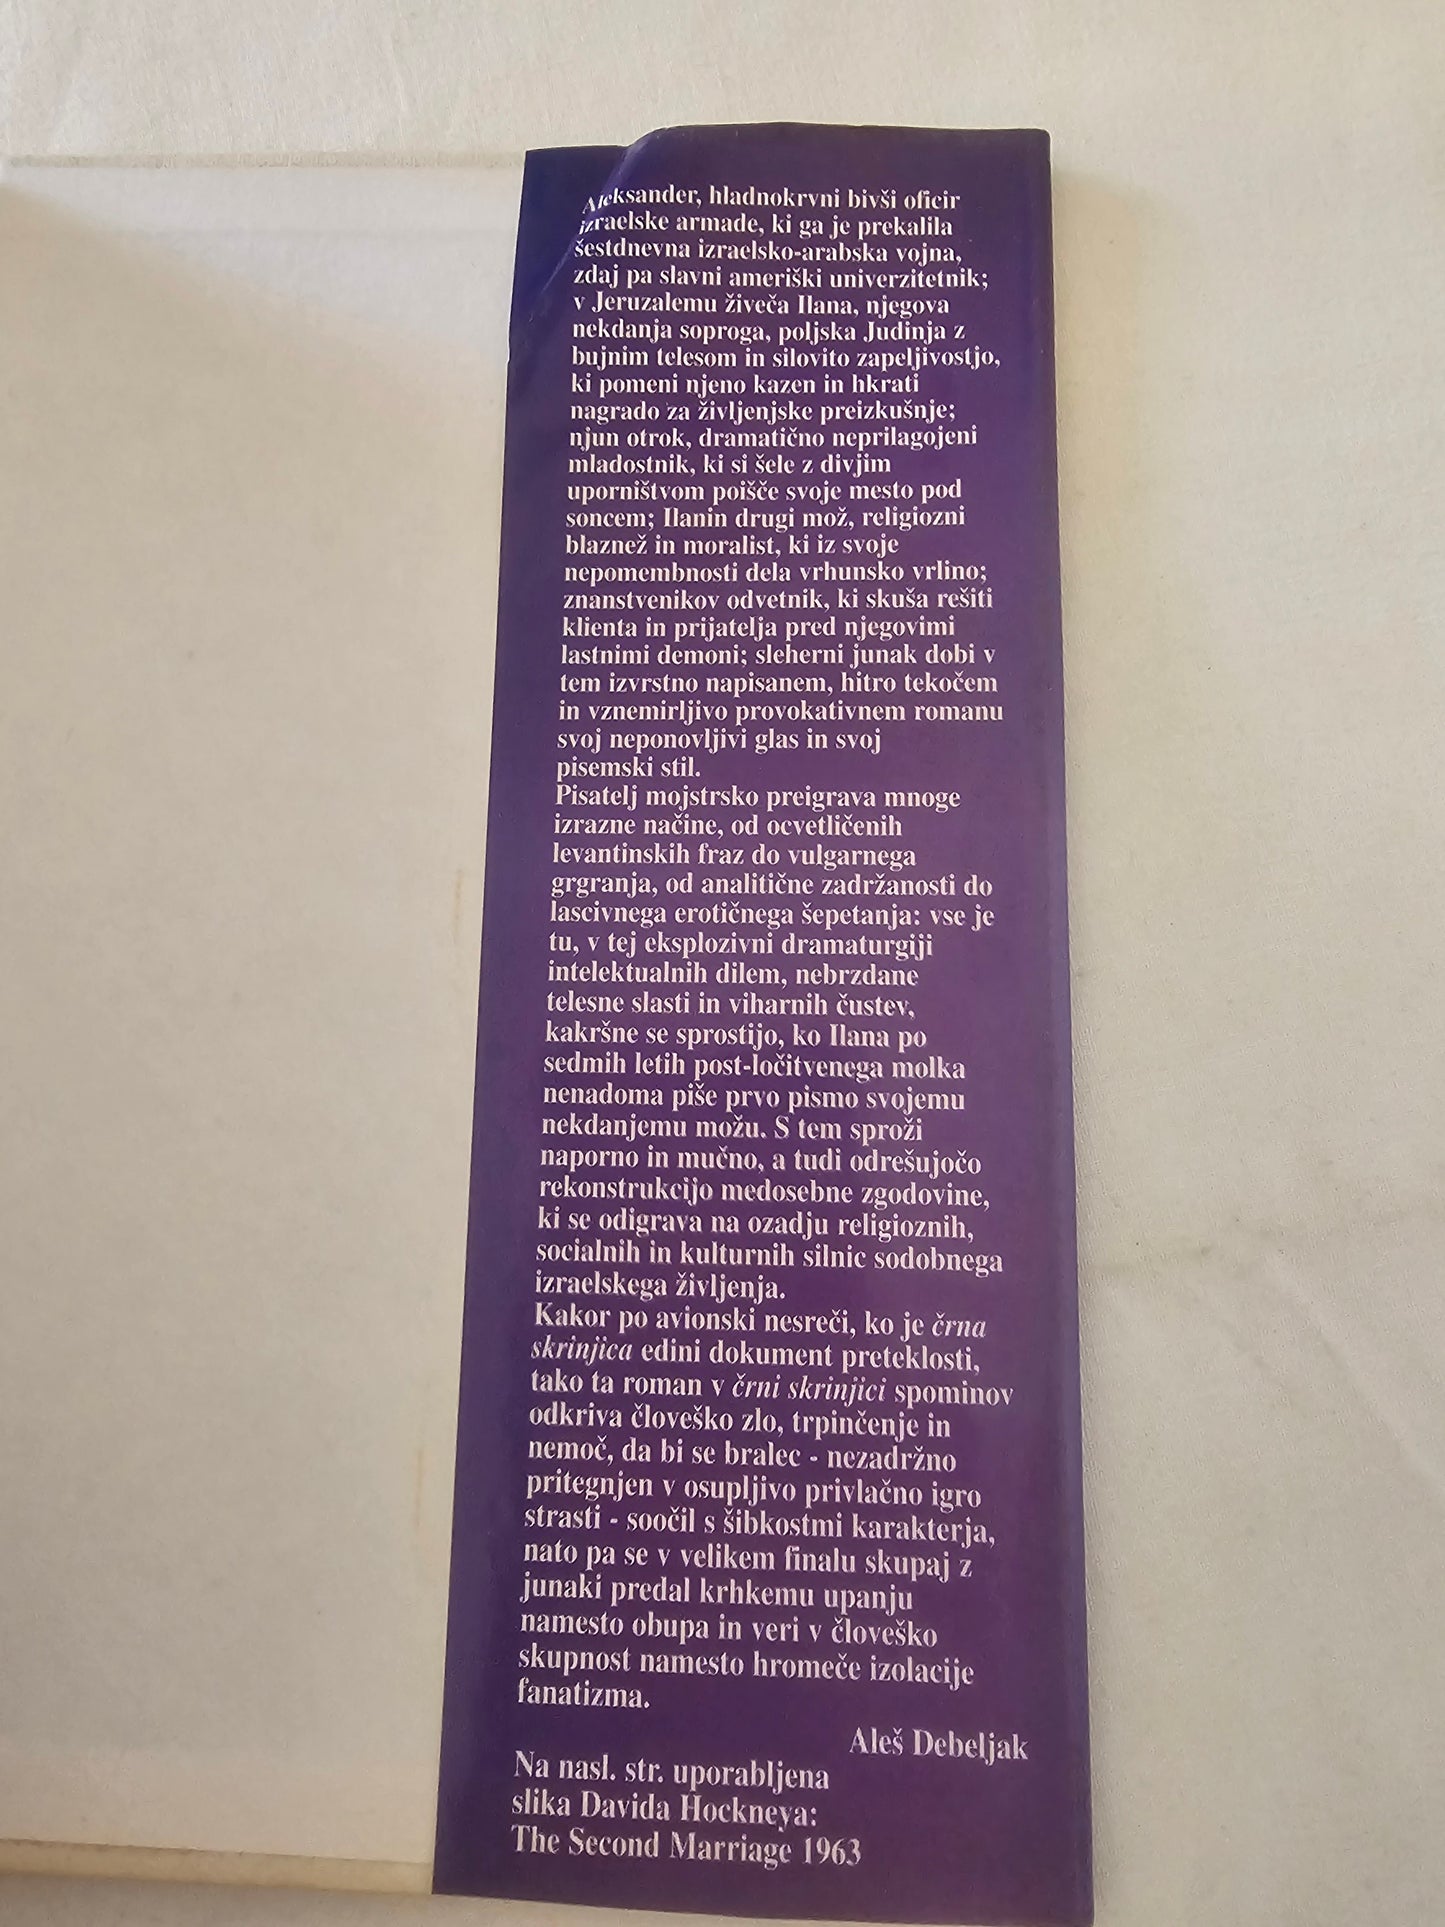 Aleksander, hladnokrvni bivši oficir
izraelske armade, ki ga je prekalila
šestdnevna izraelsko-arabska vojna,
zdaj pa slavni ameriški univerzitetnik;
v Jeruzalemu živeča Ilana, njegova
nekdanja soproga, poljska Judinja z
bujnim telesom in silovito zapeljivostjo,
ki pomeni njeno kazen in hkrati
nagrado za življenjske preizkušnje;
njun otrok, dramatično neprilagojeni
mladostnik, ki si šele z divjim
uporništvom poišče svoje mesto pod
soncem; Ilanin drugi mož, religiozni
blaznež in moralist, ki iz svoje
nepomembnosti dela vrhunsko vrlino;
znanstvenikov odvetnik, ki skuša rešiti
klienta in prijatelja pred njegovimi
lastnimi demoni; sleherni junak dobi v
tem izvrstno napisanem, hitro tekočem
in vznemirljivo provokativnem romanu
svoj neponovljivi glas in svoj
pisemski stil.
Pisatelj mojstrsko preigrava mnoge
izrazne načine, od ocvetličenih
levantinskih fraz do vulgarnega
grgranja, od analitične zadržanosti do
lascivnega erotičnega šepetanja: vse je
tu, v tej eksplozivni dramaturgiji
intelektualnih dilem, nebrzdane
telesne slasti in viharnih čustev,
kakršne se sprostijo, ko Ilana po
sedmih letih post-ločitvenega molka
nenadoma piše prvo pismo svojemu
nekdanjemu možu. S tem sproži
naporno in mučno, a tudi odrešujočo
rekonstrukcijo medosebne zgodovine,
ki se odigrava na ozadju religioznih,
socialnih in kulturnih silnic sodobnega
izraelskega življenja.
Kakor po avionski nesreči, ko je črna
skrinjica edini dokument preteklosti,
tako ta roman v črni skrinjici spominov
odkriva človeško zlo, trpinčenje in
nemoč, da bi se bralec - nezadržno
pritegnjen v osupljivo privlačno igro
strasti - soočil s šibkostmi karakterja,
nato pa se v velikem finalu skupaj z
junaki predal krhkemu upanju
namesto obupa in veri v človeško
skupnost namesto hromeče izolacije
fanatizma.
Aleš Debeljak
Na nasl. str. uporabljena
slika Davida Hockneya:
The Second Marriage 1963